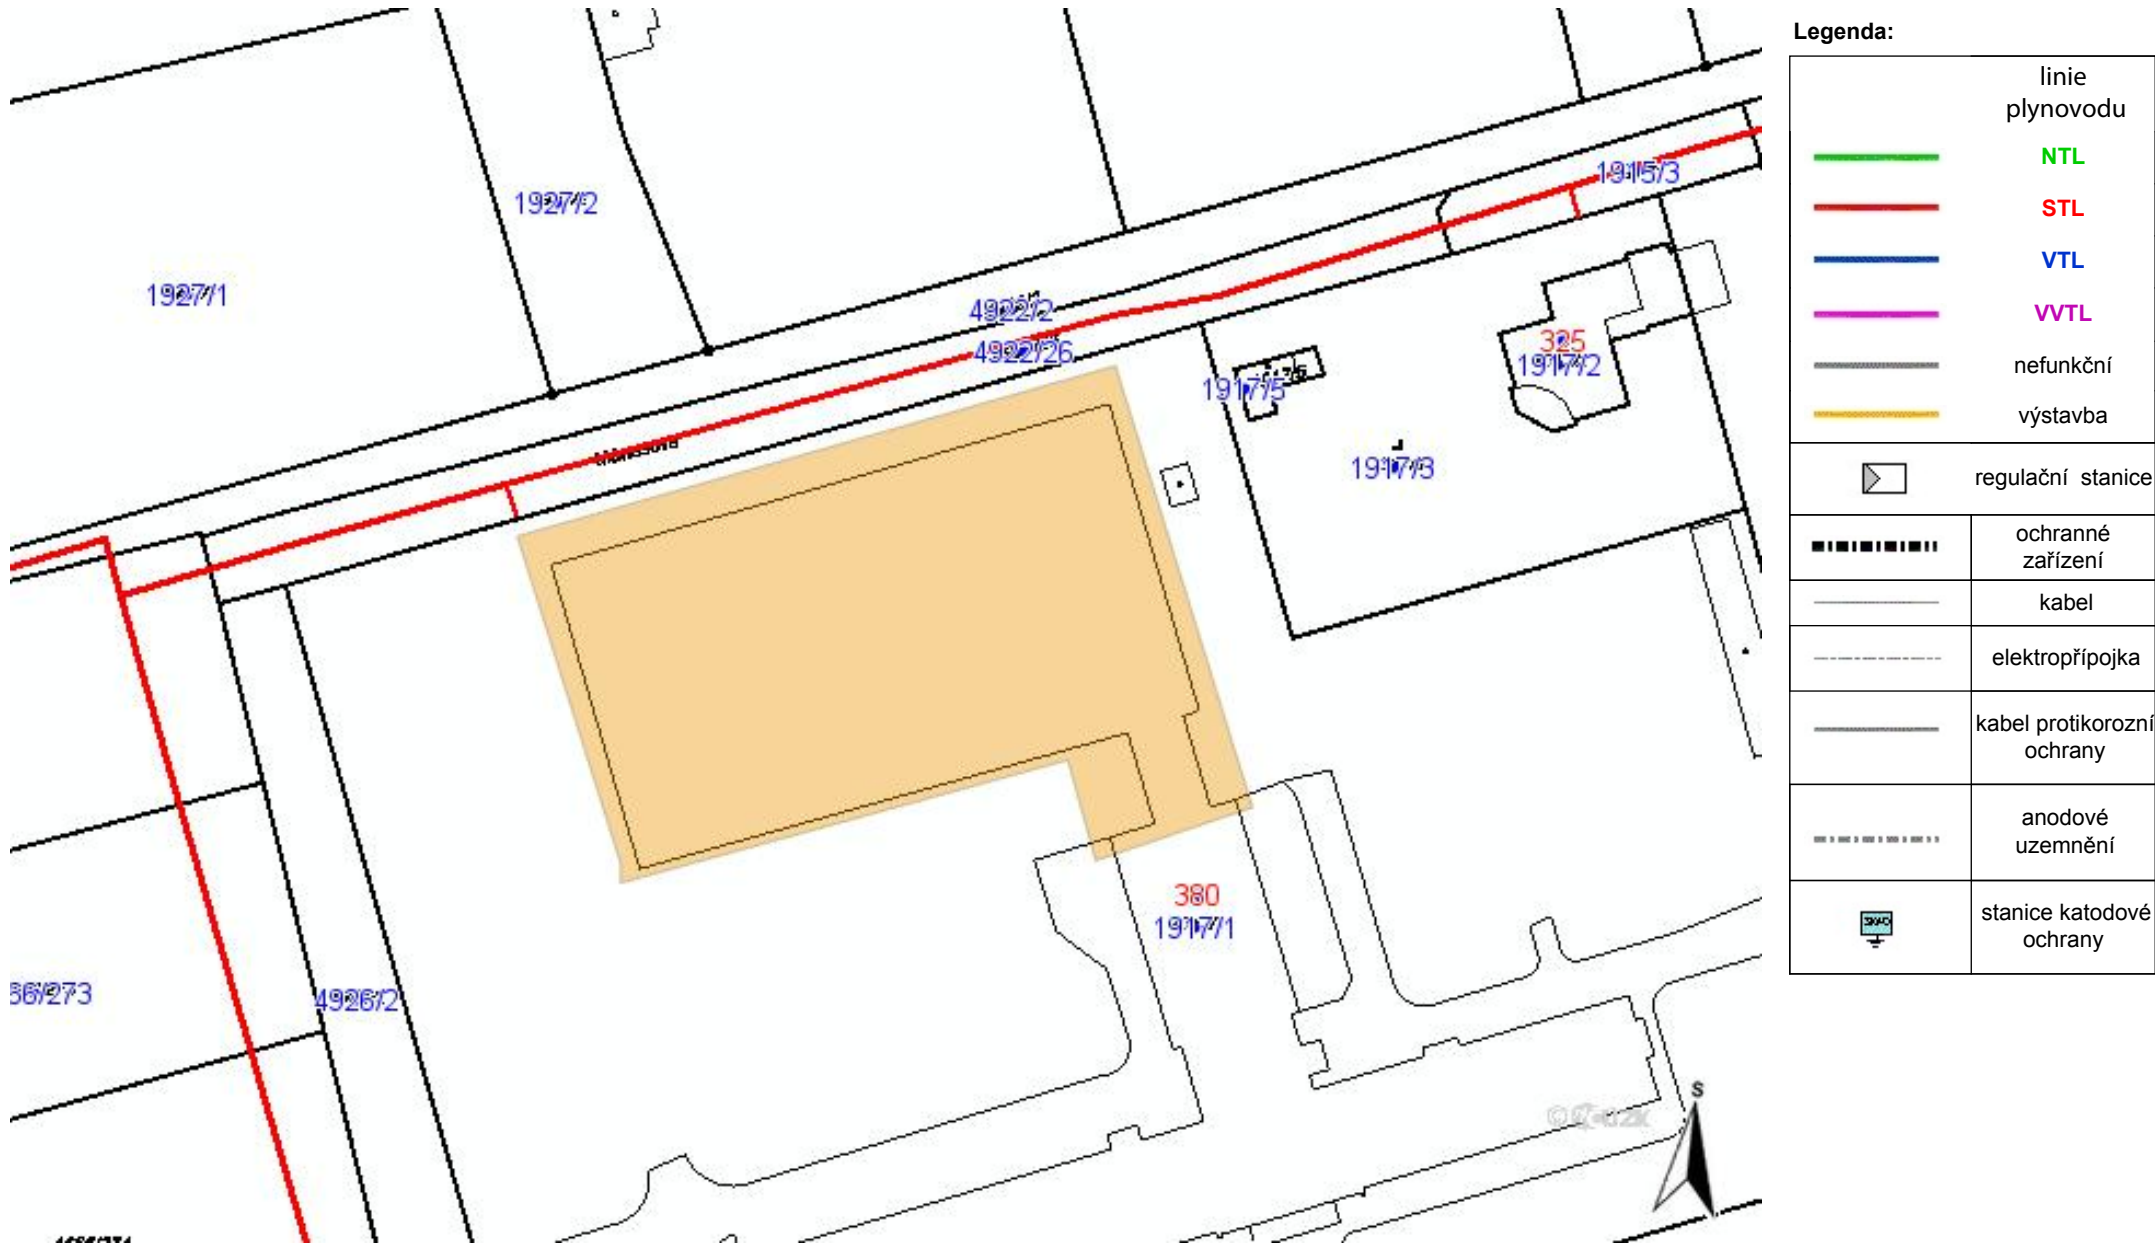 Legenda:
linie
plynovodu
NTL
STL
VTL
VVTL
nefunkční
výstavba
regulační stanice
ochranné
zařízení
kabel
elektropřípojka
kabel protikorozní
ochrany
anodové
uzemnění
stanice katodové
ochrany
1915/3
1927/2
1927/1
4922/2
4922/26
325
1917/2
1917/5
1917/3
380
1917/1
66/273
4926/2
S